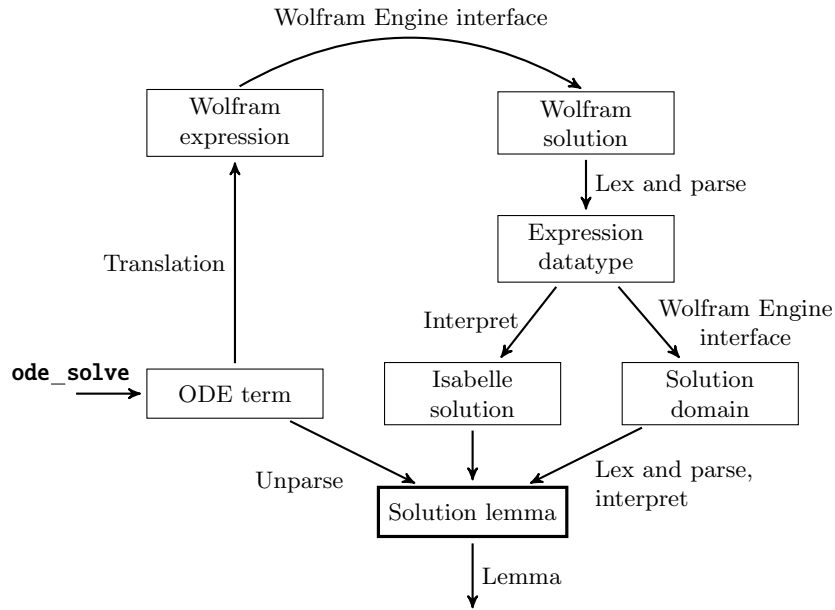 Wolfram Engine interface
Wolfram
expression
Wolfram
solution
Lex and parse
Expression
datatype
Translation
Interpret
Wolfram Engine
interface
ode_solve
ODE term
Isabelle
solution
Solution
domain
Unparse
Lex and parse,
interpret
Solution lemma
Lemma